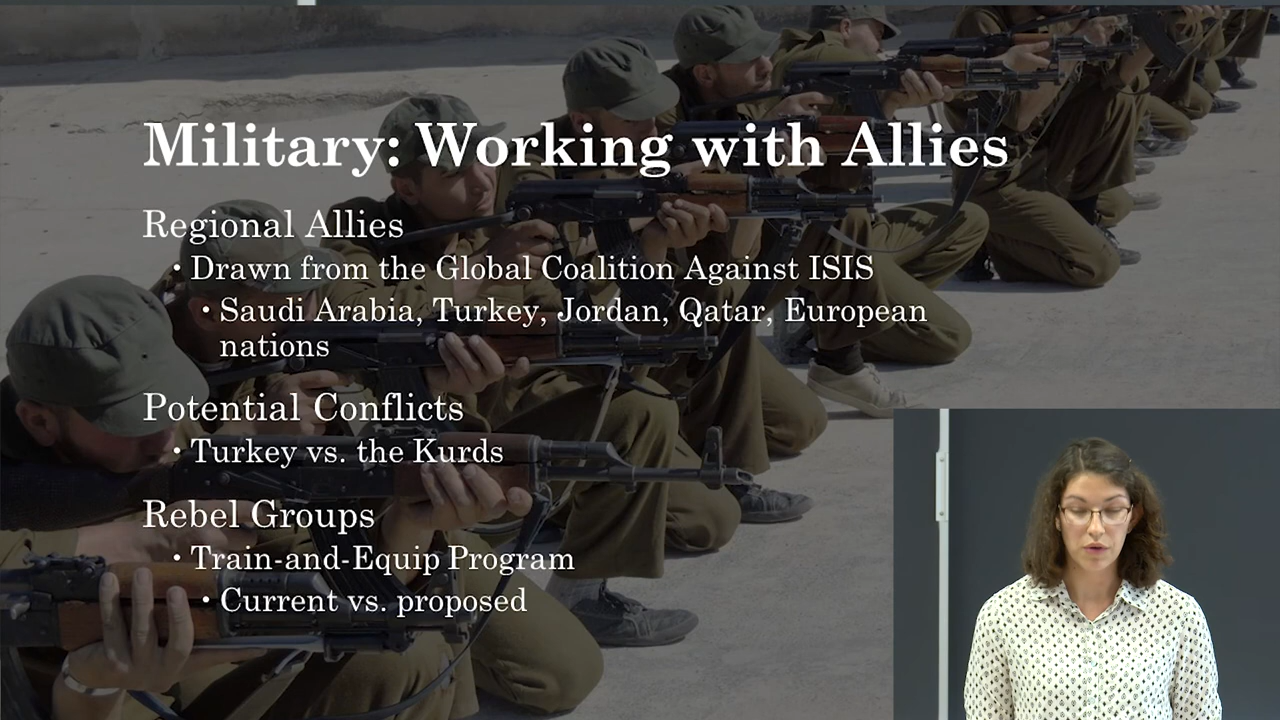 Military: Working with Allies
Regional Allies
• Drawn from the Global Coalition Against ISIS
• Saudi Arabia, Turkey, Jordan, Qatar, European
nations
Potential Conflicts
• Turkey vs. the Kurds
Rebel Groups
• Train-and-Equip Program
• Current vs. proposed